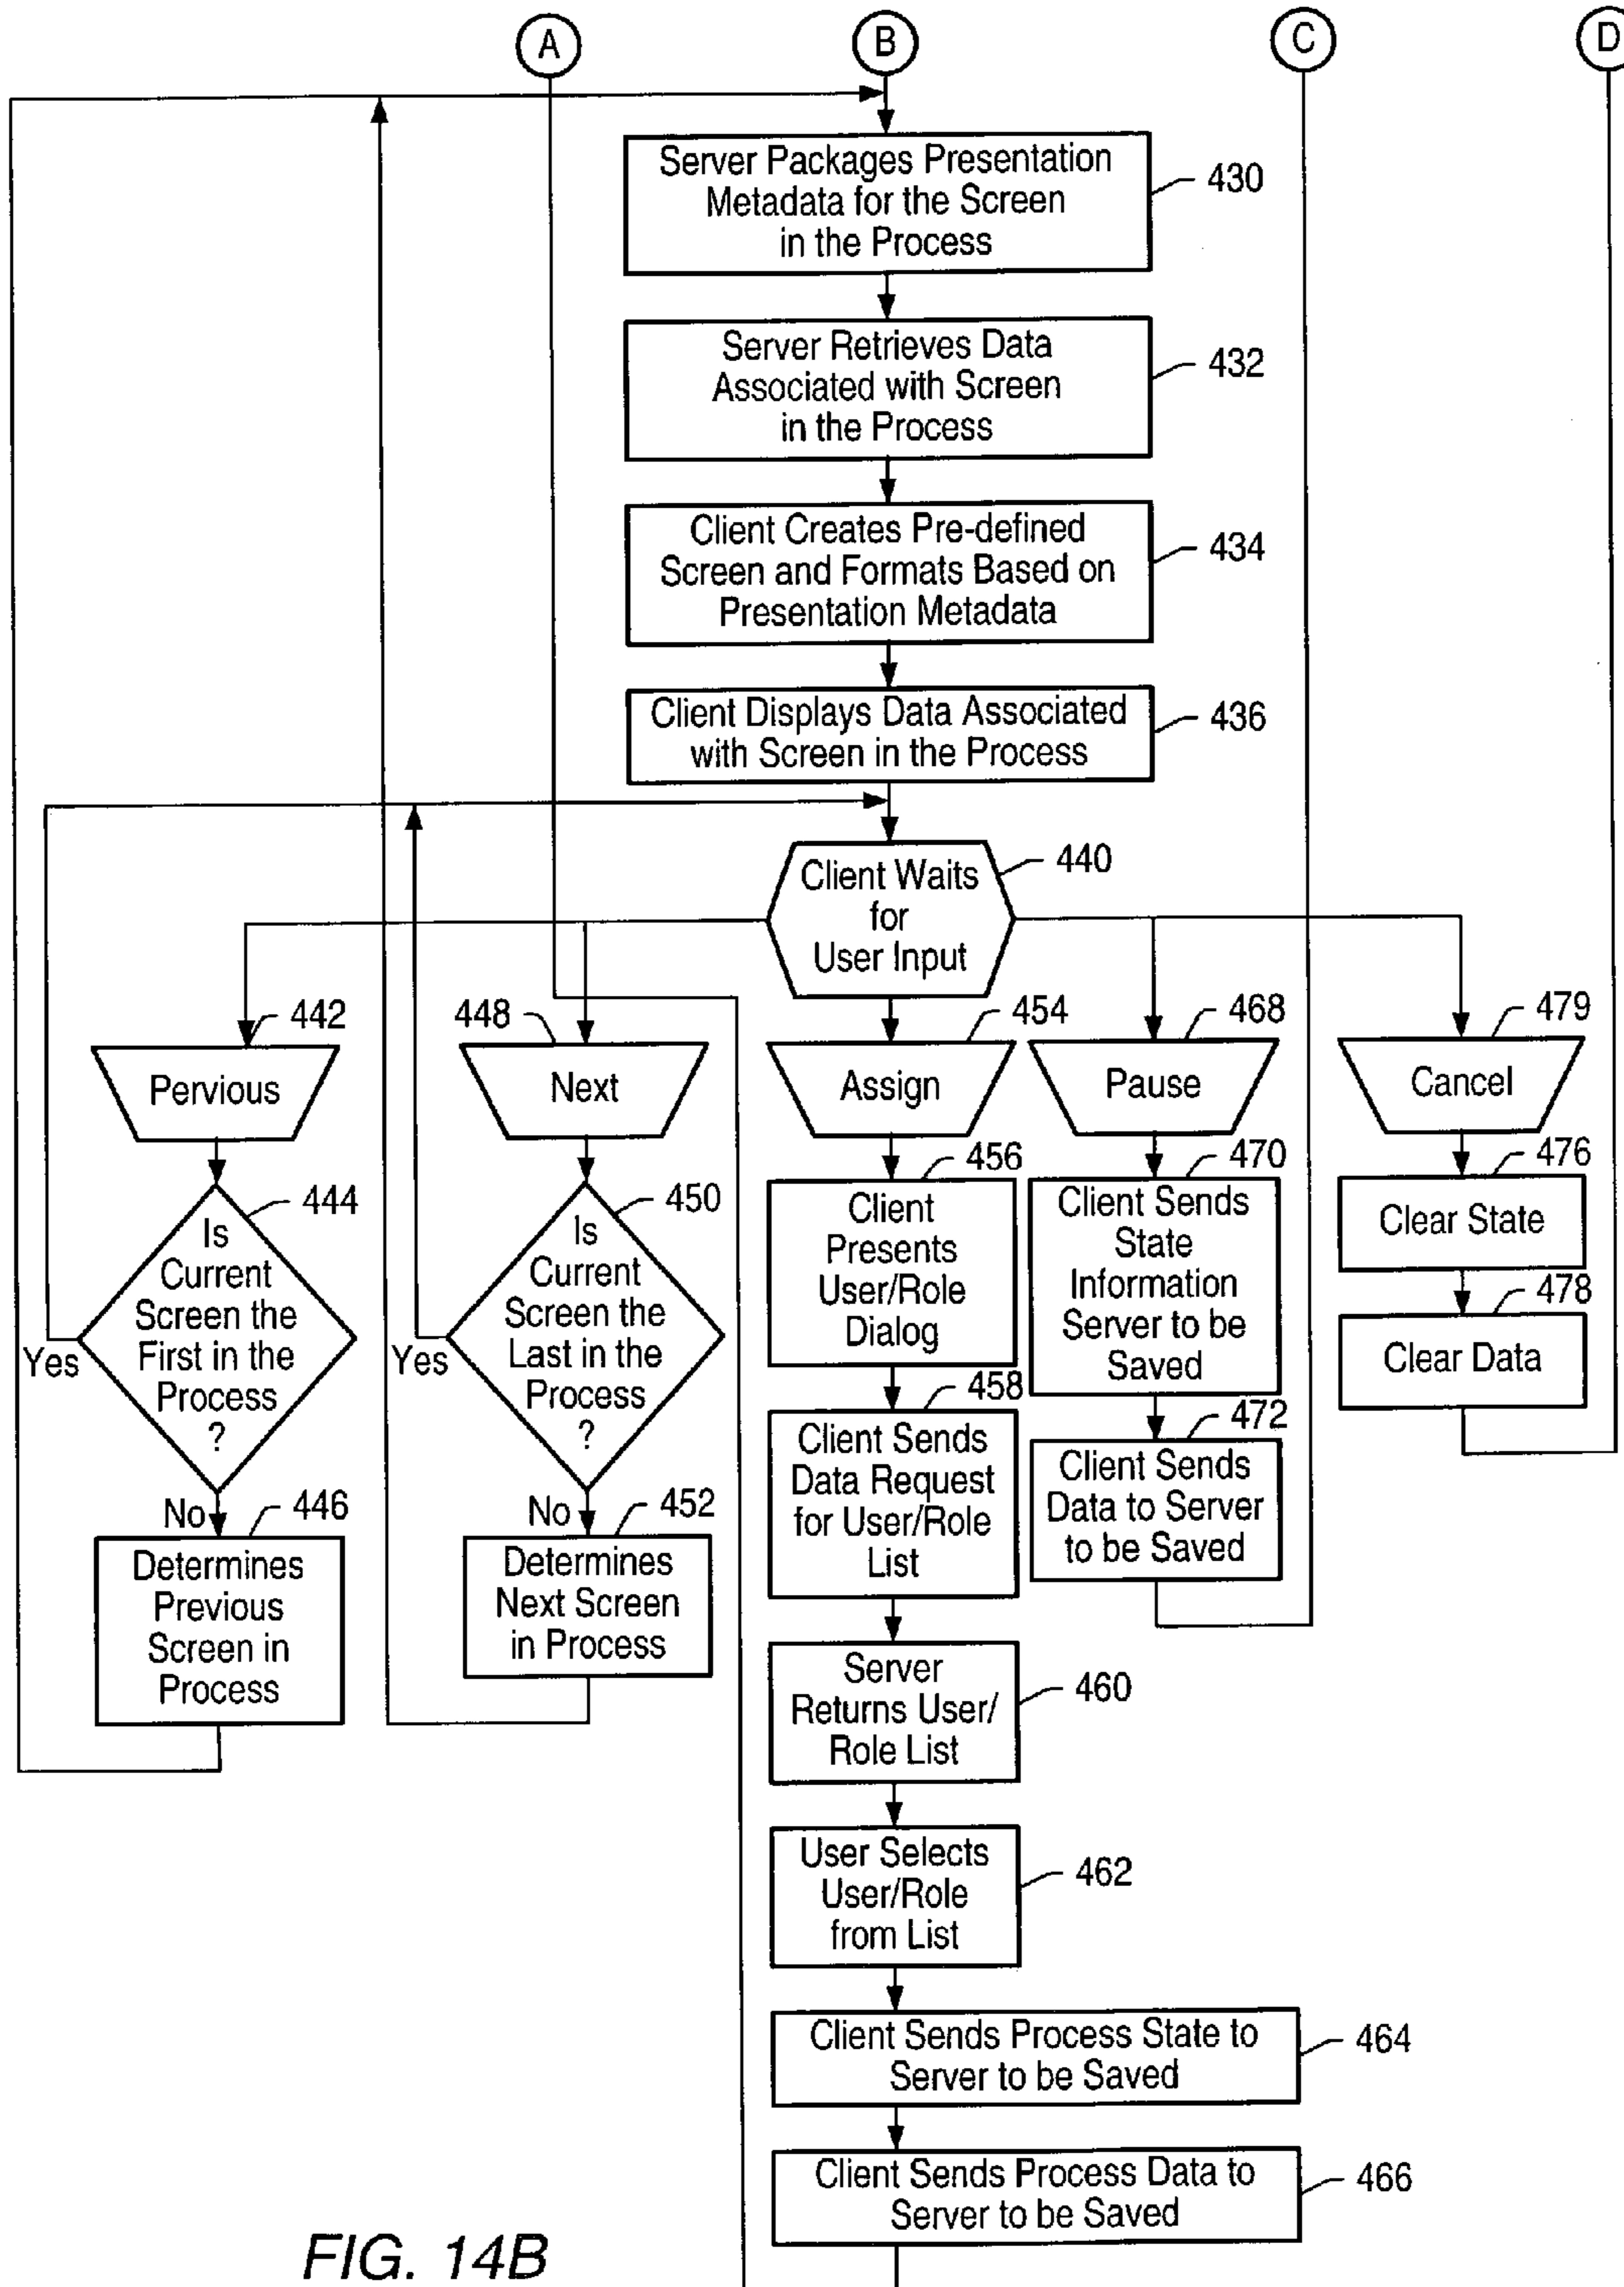 A
B
C
D
Server Packages Presentation
Metadata for the Screen
in the Process
430
Server Retrieves Data
Associated with Screen
in the Process
432
Client Creates Pre-defined
Screen and Formats Based on
Presentation Metadata
434
Client Displays Data Associated
with Screen in the Process
436
Client Waits
for
User Input
440
442
Pervious
444
Is
Current
Screen the
First in the
Process
?
Yes
No
446
Determines
Previous
Screen in
Process
448
Next
450
Is
Current
Screen the
Last in the
Process
?
Yes
No
452
Determines
Next Screen
in Process
454
Assign
456
Client
Presents
User/Role
Dialog
458
Client Sends
Data Request
for User/Role
List
Server
Returns User/
Role List
460
User Selects
User/Role
from List
462
Client Sends Process State to
Server to be Saved
464
Client Sends Process Data to
Server to be Saved
466
468
Pause
470
Client Sends
State
Information
Server to be
Saved
472
Client Sends
Data to Server
to be Saved
479
Cancel
476
Clear State
478
Clear Data
FIG. 14B